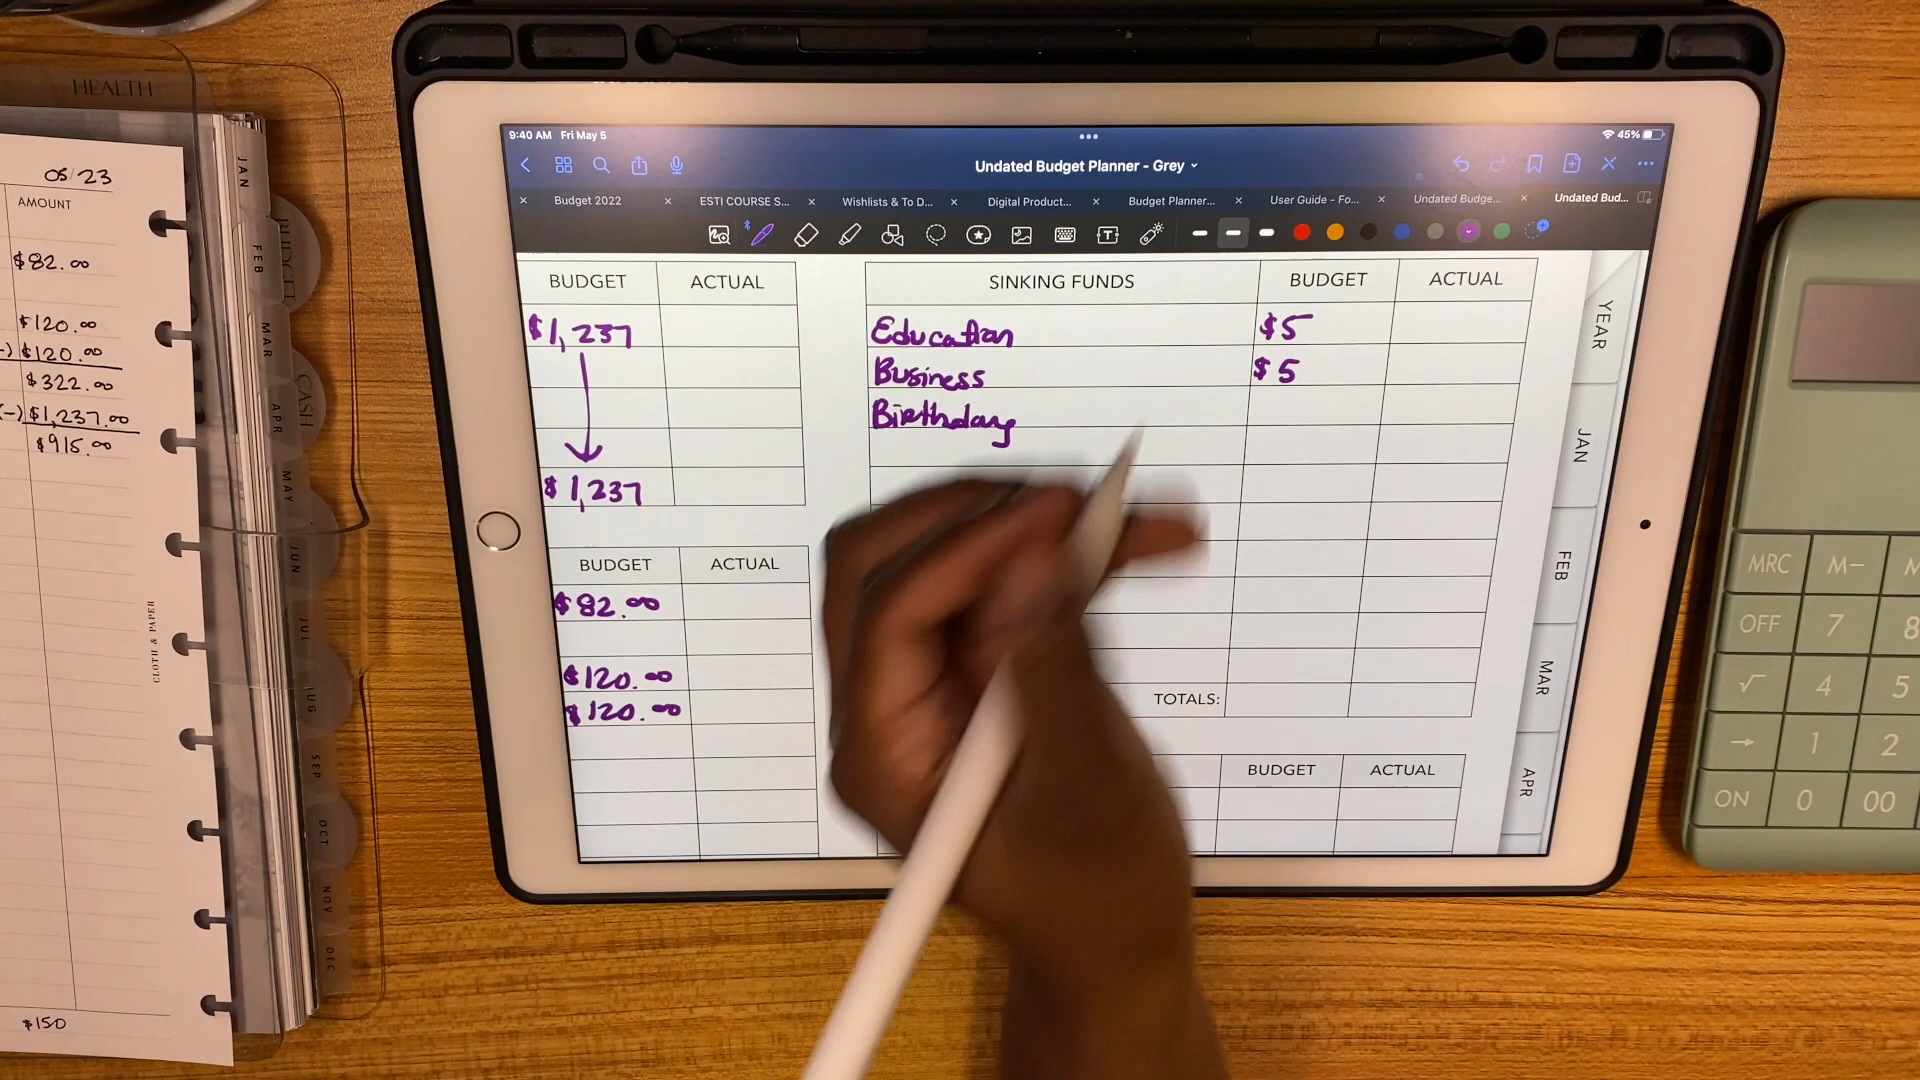 HEALTH
05/23
AMOUNT
$82.00
$120.00
-) $120.00
$322.00
(-) $1,237.00
$915.00
$150
CLOTH & PAPER
JAN
FEB
MAR
APR
MAY
JUN
JUL
AUG
SEP
OCT
NOV
DEC
BUDGET
CASH
9:40 AM Fri May 5
45%
Undated Budget Planner - Grey
Budget 2022
ESTI COURSE S...
Wishlists & To D...
Digital Product...
Budget Planner...
User Guide - Fo...
Undated Budge...
Undated Bud...
BUDGET ACTUAL
$1,237
$1,237
BUDGET ACTUAL
$82.00
$120.00
$120.00
SINKING FUNDS BUDGET ACTUAL
Education $5
Business $5
Birthday
TOTALS:
BUDGET ACTUAL
YEAR
JAN
FEB
MAR
APR
MRC M-
OFF 7 8
√ 4 5
→ 1 2
ON 0 00